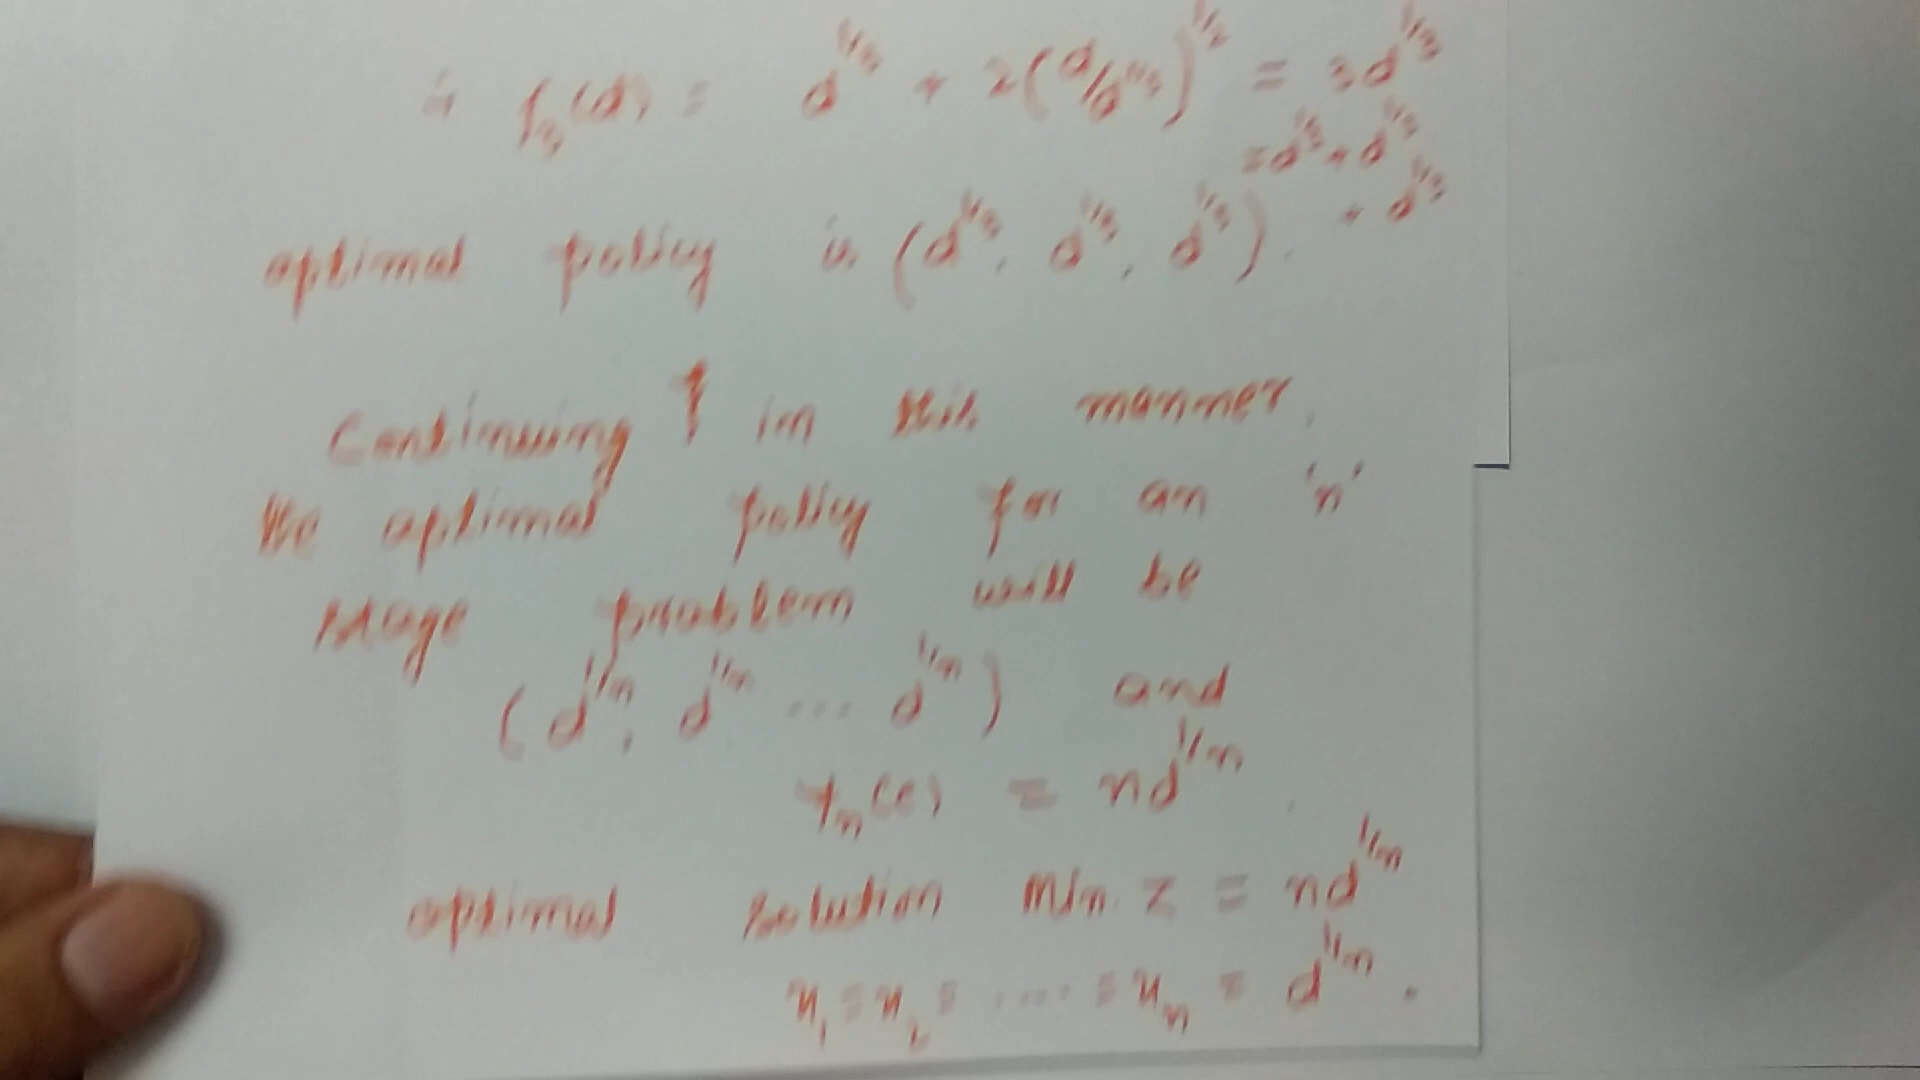 is f₃(d) = d^1/3 + 2(d/d^1/3)^1/2 = 3d^1/3
= d^1/3 + d^1/3
+ d^1/3
optimal policy is (d^1/3, d^1/3, d^1/3).
Continuing in this manner,
the optimal policy for an 'n'
stage problem will be
(d^1/n, d^1/n ... d^1/n) and
fₙ(c) = nd^1/n.
optimal solution Min. Z = nd^1/n
x₁ = x₂ = ..... = xₙ = d^1/n.